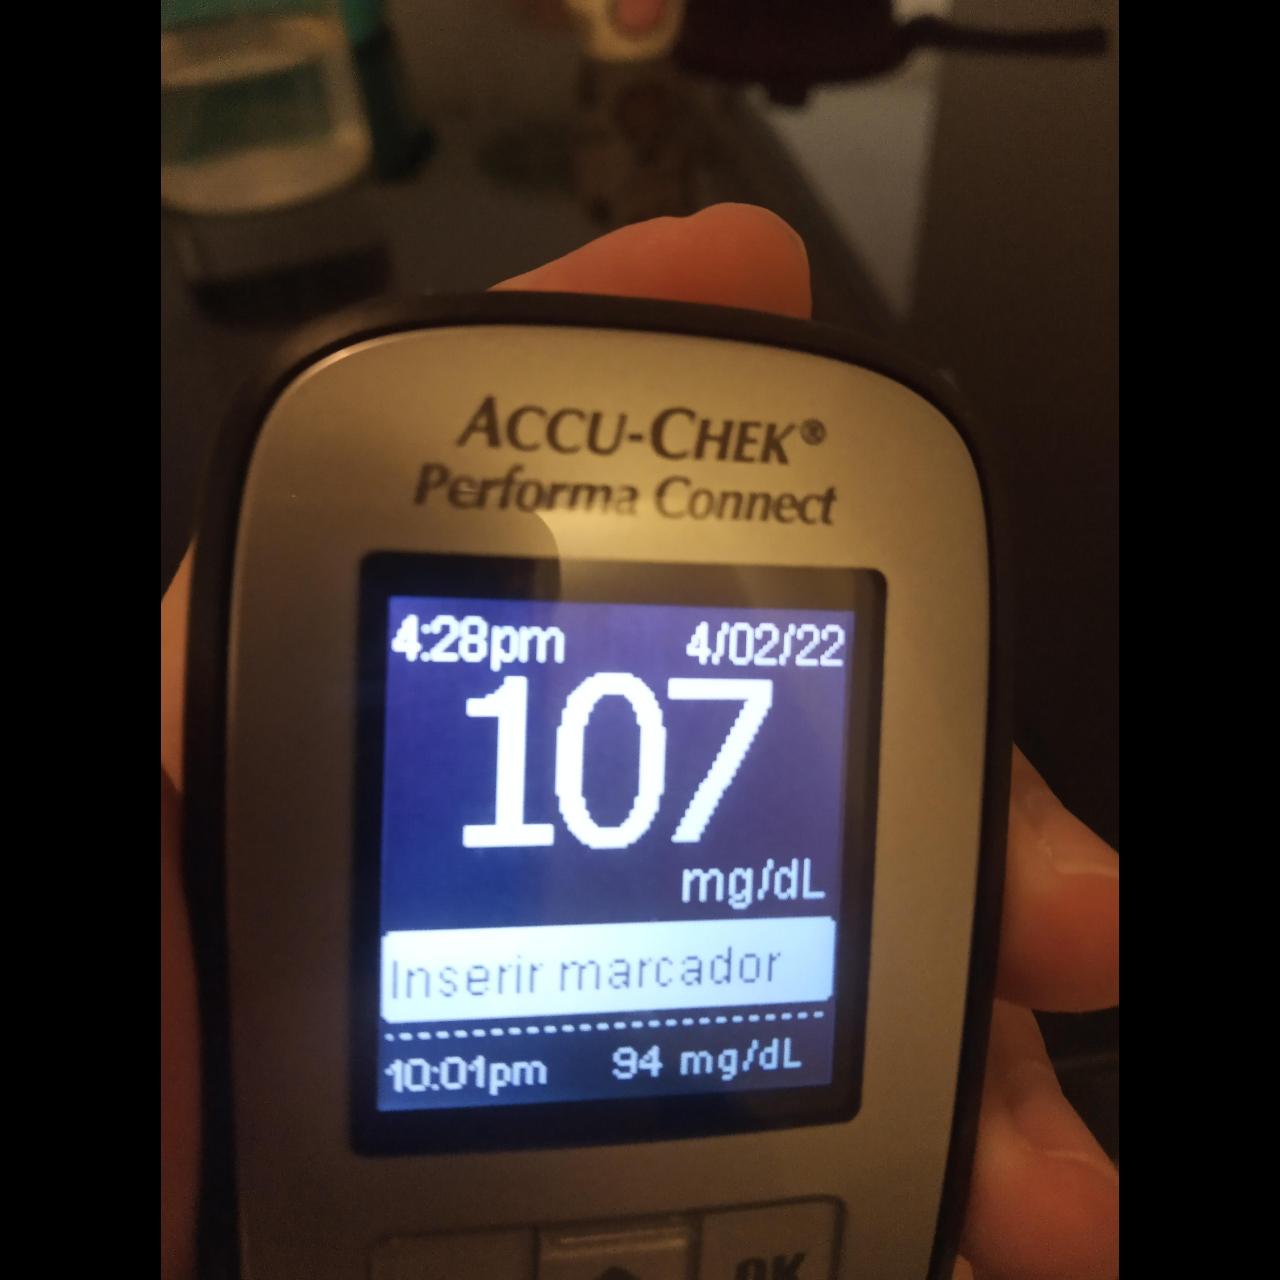 ACCU-CHEK®
Performa Connect
4:28pm 4/02/22
107
mg/dL
Inserir marcador
10:01pm 94 mg/dL
OK